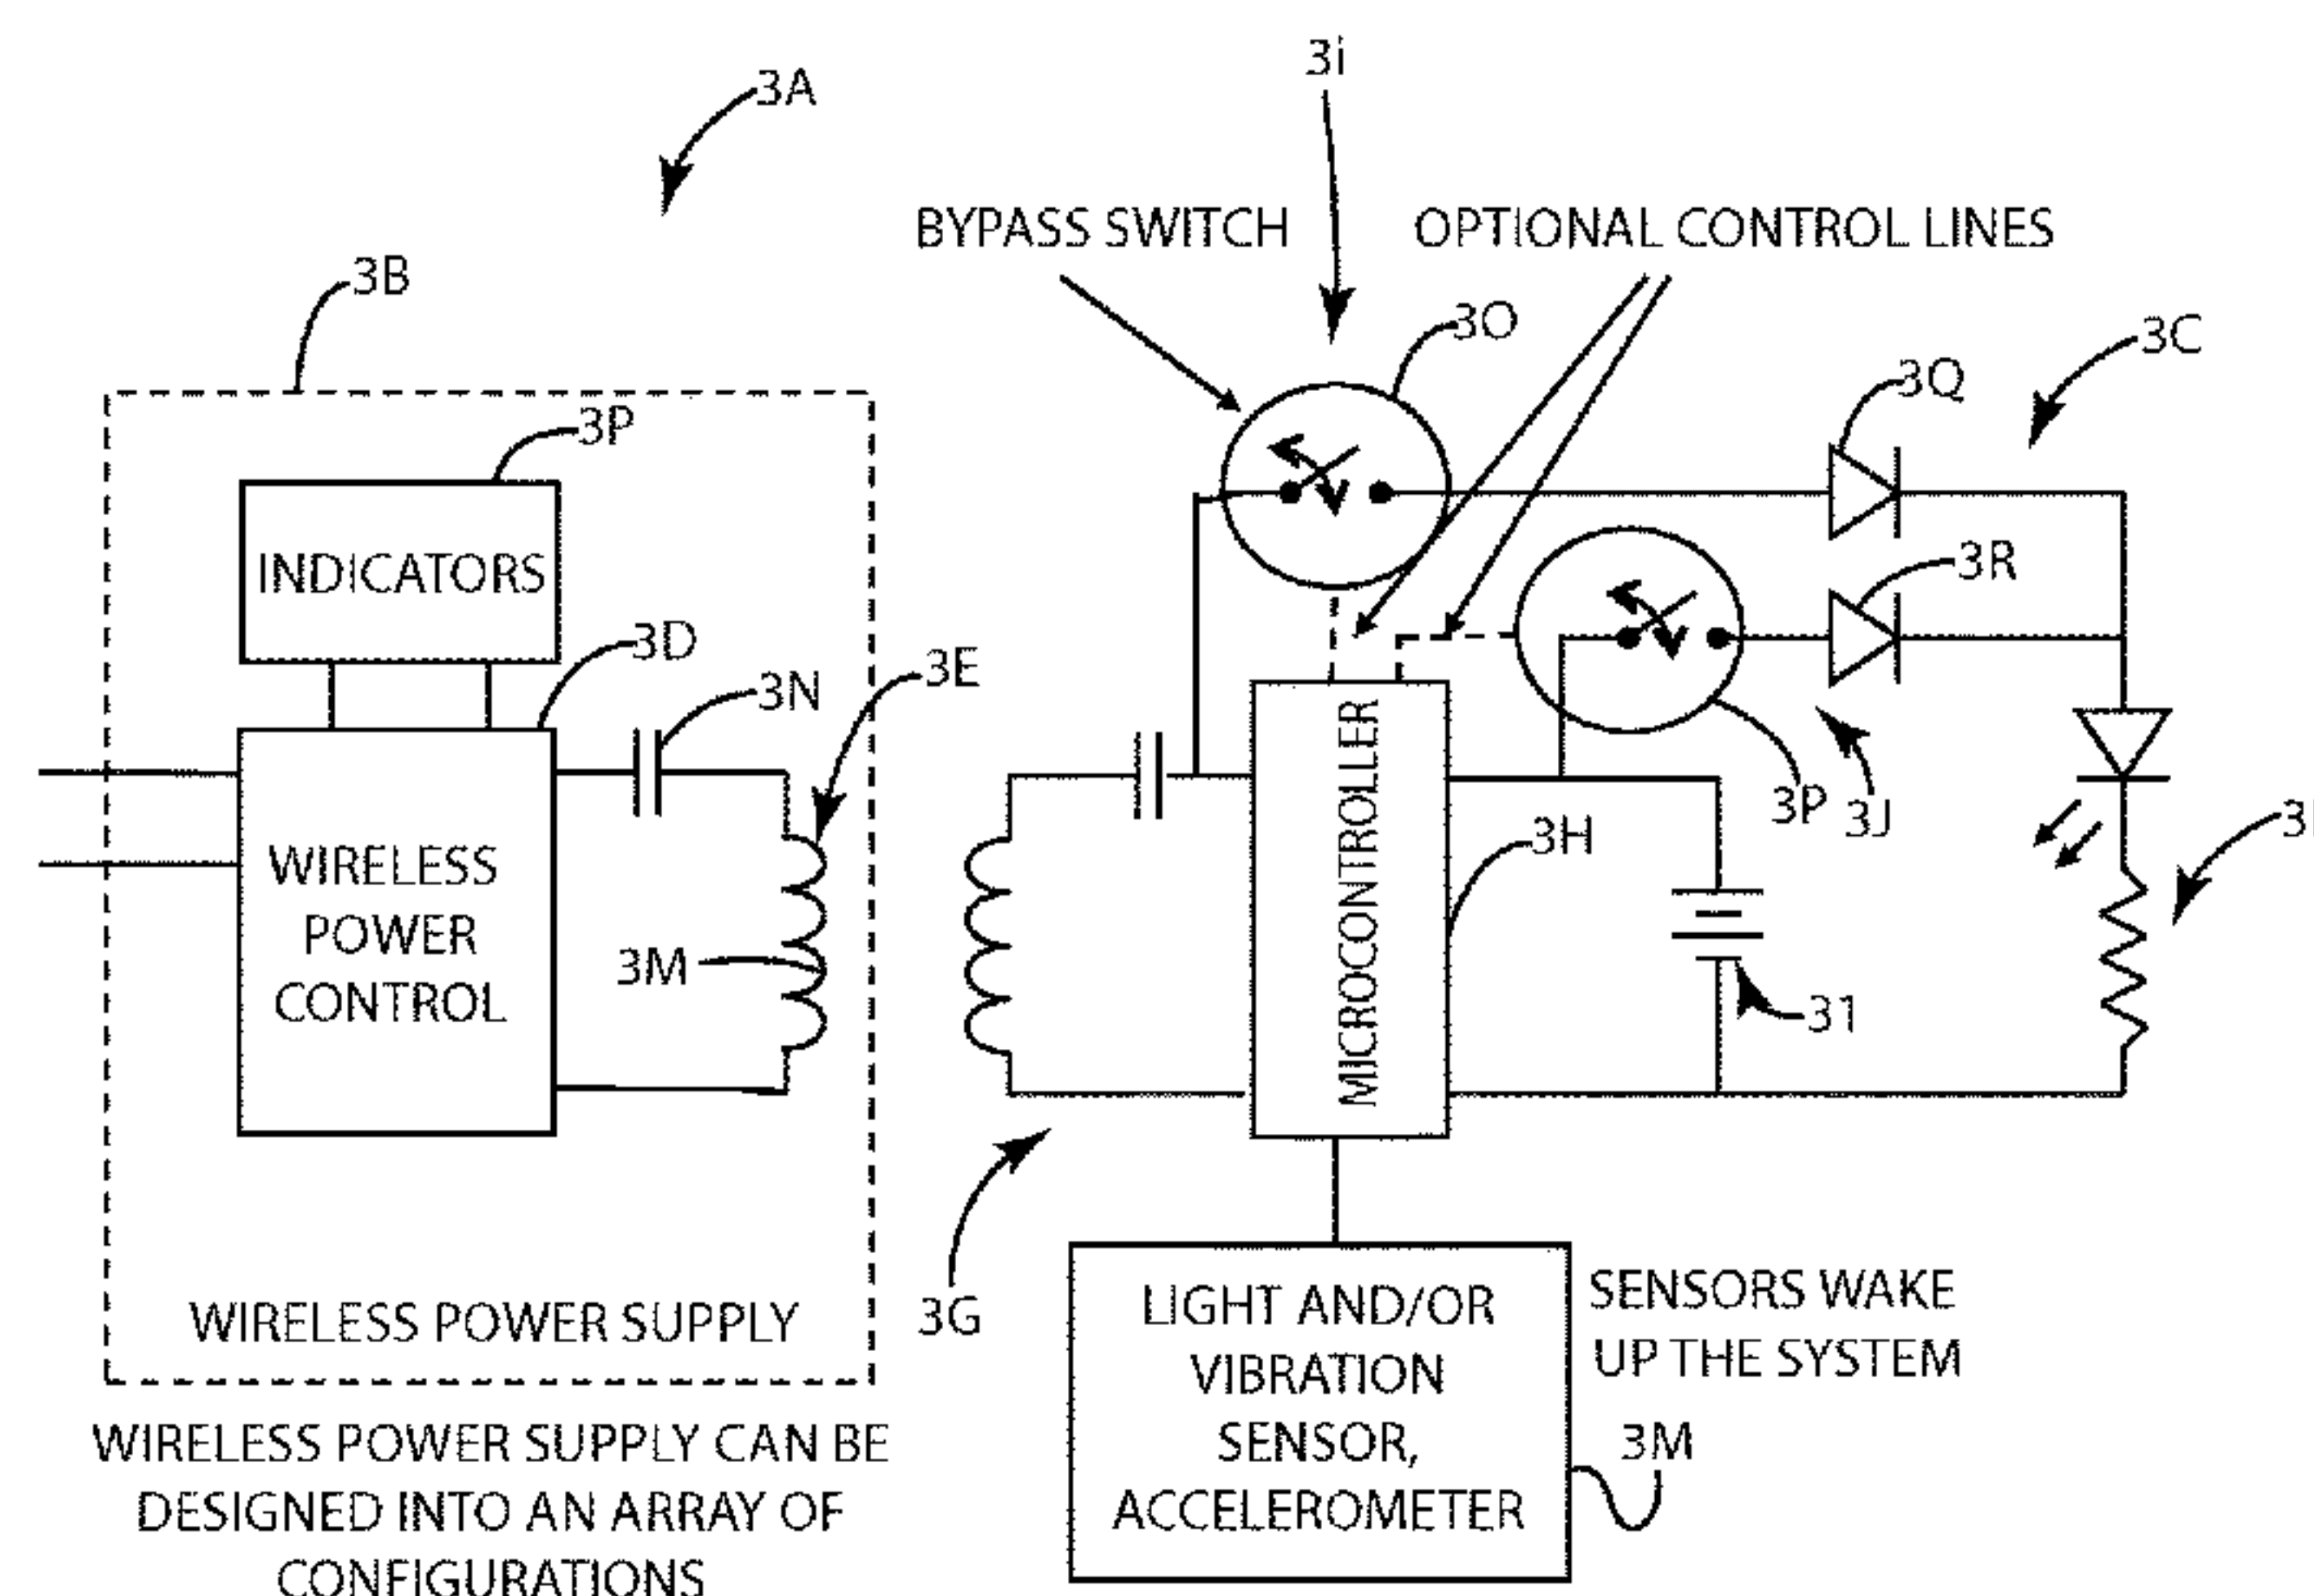 3A
3i
BYPASS SWITCH
OPTIONAL CONTROL LINES
3B
3O
3C
3Q
3P
INDICATORS
3R
3D
3N
3E
3P
3J
3H
WIRELESS
POWER
CONTROL
3M
MICROCONTROLLER
31
3G
WIRELESS POWER SUPPLY
LIGHT AND/OR
VIBRATION
SENSOR,
ACCELEROMETER
SENSORS WAKE
UP THE SYSTEM
3M
WIRELESS POWER SUPPLY CAN BE
DESIGNED INTO AN ARRAY OF
CONFIGURATIONS